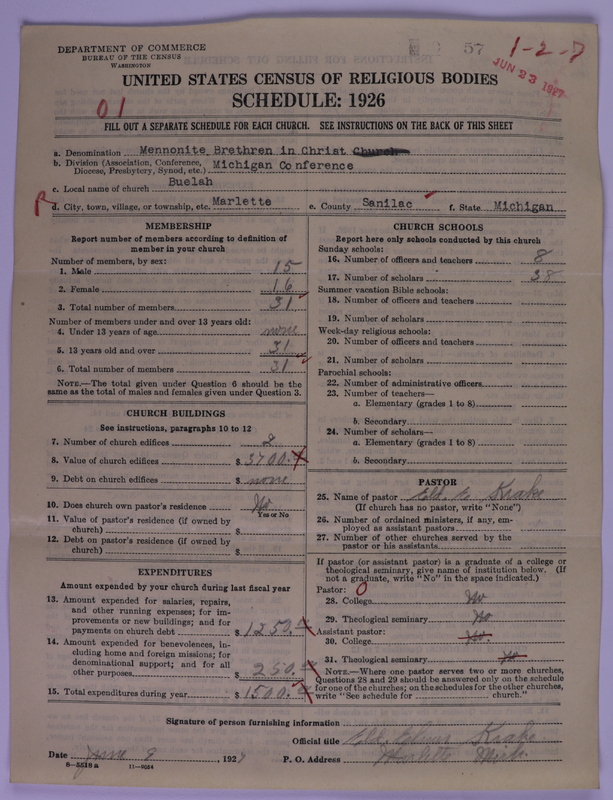 DEPARTMENT OF COMMERCE
BUREAU OF THE CENSUS
WASHINGTON
57
1-2-7
JUN 23 1927
UNITED STATES CENSUS OF RELIGIOUS BODIES
SCHEDULE: 1926
01
FILL OUT A SEPARATE SCHEDULE FOR EACH CHURCH. SEE INSTRUCTIONS ON THE BACK OF THIS SHEET
a. Denomination Mennonite Brethren in Christ Church
b. Division (Association, Conference, Diocese, Presbytery, Synod, etc.) Michigan Conference
c. Local name of church Buelah
R d. City, town, village, or township, etc. Marlette e. County Sanilac f. State Michigan
MEMBERSHIP
Report number of members according to definition of
member in your church
Number of members, by sex:
1. Male 15
2. Female 16
3. Total number of members 31
Number of members under and over 13 years old:
4. Under 13 years of age none
5. 13 years old and over 31
6. Total number of members 31
NOTE.—The total given under Question 6 should be
same as the total of males and females given under Question 3.
CHURCH BUILDINGS
See instructions, paragraphs 10 to 12
7. Number of church edifices 2
8. Value of church edifices $ 3700.
9. Debt on church edifices $ none
10. Does church own pastor's residence? No
Yes or No
11. Value of pastor's residence (if owned by
church) $
12. Debt on pastor's residence (if owned by
church) $
EXPENDITURES
Amount expended by your church during last fiscal year
13. Amount expended for salaries, repairs,
and other running expenses; for im-
provements or new buildings; and for
payments on church debt $ 1250.
14. Amount expended for benevolences, in-
cluding home and foreign missions; for
denominational support; and for all
other purposes $ 250.
15. Total expenditures during year $ 1500.
CHURCH SCHOOLS
Report here only schools conducted by this church
Sunday schools:
16. Number of officers and teachers 8
17. Number of scholars 38
Summer vacation Bible schools:
18. Number of officers and teachers
19. Number of scholars
Week-day religious schools:
20. Number of officers and teachers
21. Number of scholars
Parochial schools:
22. Number of administrative officers
23. Number of teachers—
a. Elementary (grades 1 to 8)
b. Secondary
24. Number of scholars—
a. Elementary (grades 1 to 8)
b. Secondary
PASTOR
25. Name of pastor Eld. E Krake
(If church has no pastor, write "None")
26. Number of ordained ministers, if any, em-
ployed as assistant pastors
27. Number of other churches served by the
pastor or his assistants
If pastor (or assistant pastor) is a graduate of a college or
theological seminary, give name of institution below. (If
not a graduate, write "No" in the space indicated.)
Pastor: 0
28. College No
29. Theological seminary No
Assistant pastor:
30. College No
31. Theological seminary No
NOTE.—Where one pastor serves two or more churches,
Questions 28 and 29 should be answered only on the schedule
for one of the churches; on the schedules for the other churches,
write "See schedule for church."
Signature of person furnishing information
Official title Eld. Krake
Date June 8, 1927 P. O. Address Marlette Mich.
8-5518a 11-9054